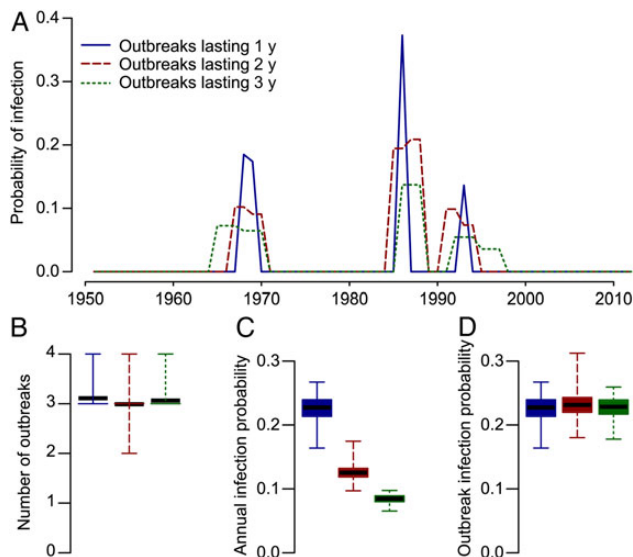 A
0.4
0.3
0.2
0.1
0.0
Probability of infection
Outbreaks lasting 1 y
Outbreaks lasting 2 y
Outbreaks lasting 3 y
1950 1960 1970 1980 1990 2000 2010
B
4
3
2
1
0
Number of outbreaks
C
0.3
0.2
0.1
0.0
Annual infection probability
D
0.3
0.2
0.1
0.0
Outbreak infection probability